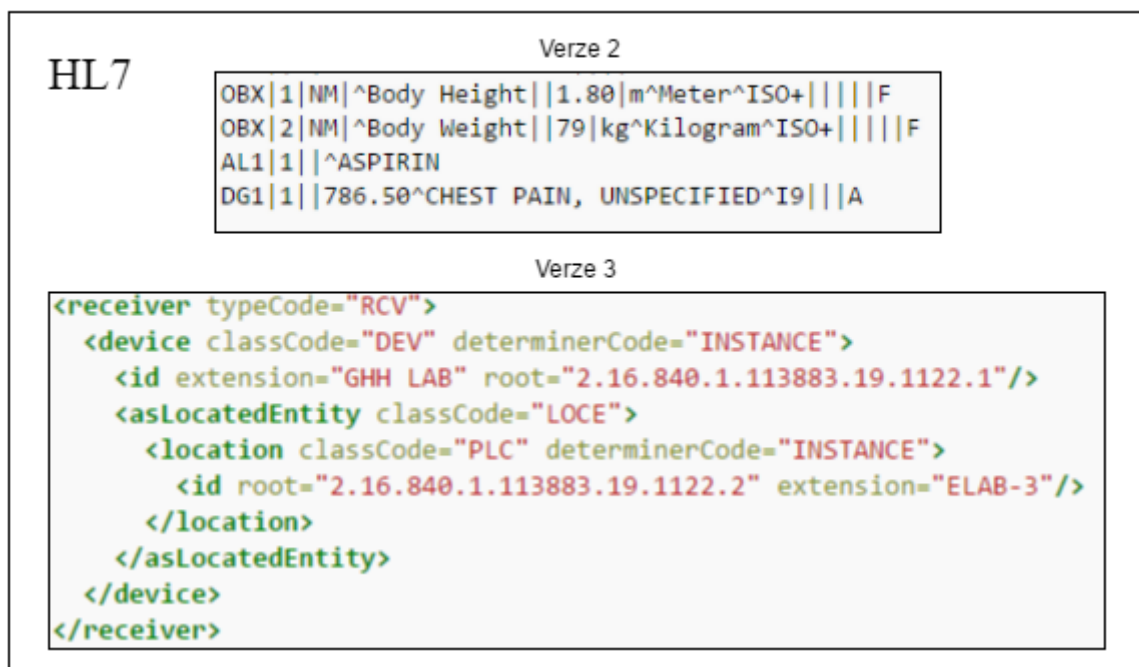 HL7
Verze 2
OBX|1|NM|^Body Height||1.80|m^Meter^ISO+|||||F
OBX|2|NM|^Body Weight||79|kg^Kilogram^ISO+|||||F
AL1|1||^ASPIRIN
DG1|1||786.50^CHEST PAIN, UNSPECIFIED^I9|||A
Verze 3
<receiver typeCode="RCV">
<device classCode="DEV" determinerCode="INSTANCE">
<id extension="GHH LAB" root="2.16.840.1.113883.19.1122.1"/>
<asLocatedEntity classCode="LOCE">
<location classCode="PLC" determinerCode="INSTANCE">
<id root="2.16.840.1.113883.19.1122.2" extension="ELAB-3"/>
</location>
</asLocatedEntity>
</device>
</receiver>